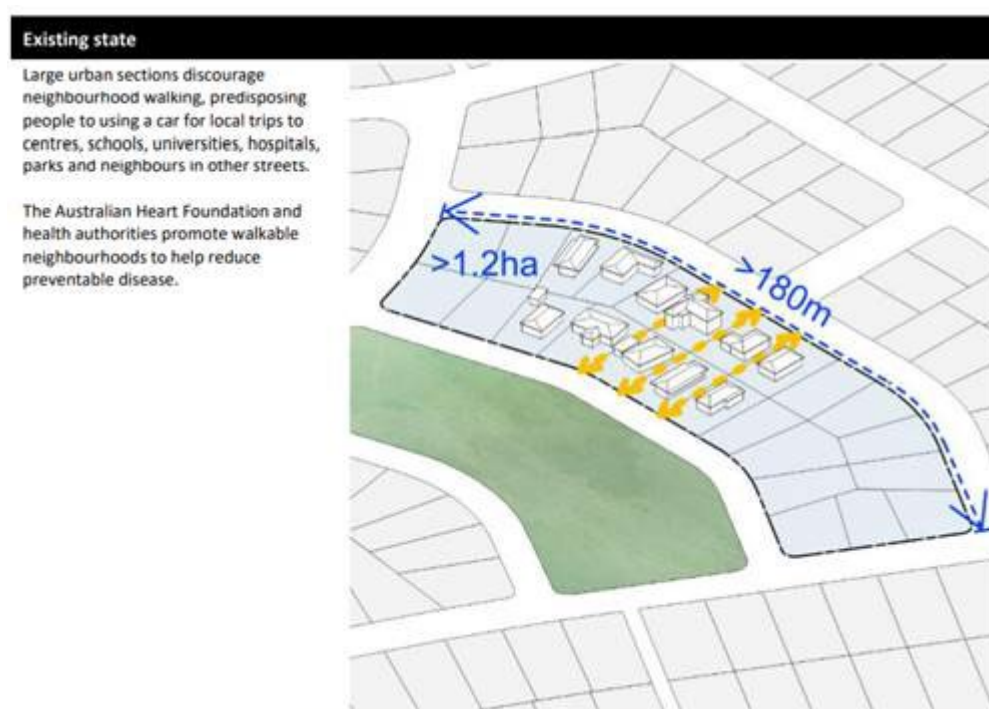 Existing state
Large urban sections discourage
neighbourhood walking, predisposing
people to using a car for local trips to
centres, schools, universities, hospitals,
parks and neighbours in other streets.
The Australian Heart Foundation and
health authorities promote walkable
neighbourhoods to help reduce
preventable disease.
>1.2ha
>180m